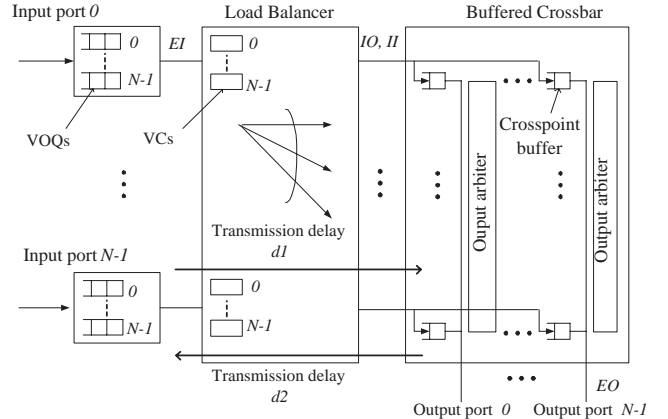 Input port 0
Load Balancer
Buffered Crossbar
0
EI
0
IO, II
N-1
N-1
VOQs
VCs
Crosspoint
buffer
Ouput arbiter
Ouput arbiter
Transmission delay
d1
Input port N-1
0
0
N-1
N-1
Transmission delay
d2
EO
Output port 0
Output port N-1